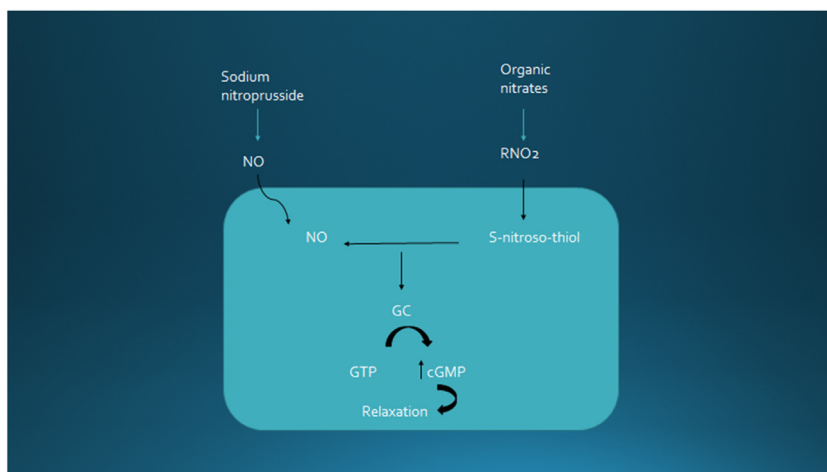 Sodium
nitroprusside
Organic
nitrates
NO
RNO2
NO
S-nitroso-thiol
GC
GTP
cGMP
Relaxation